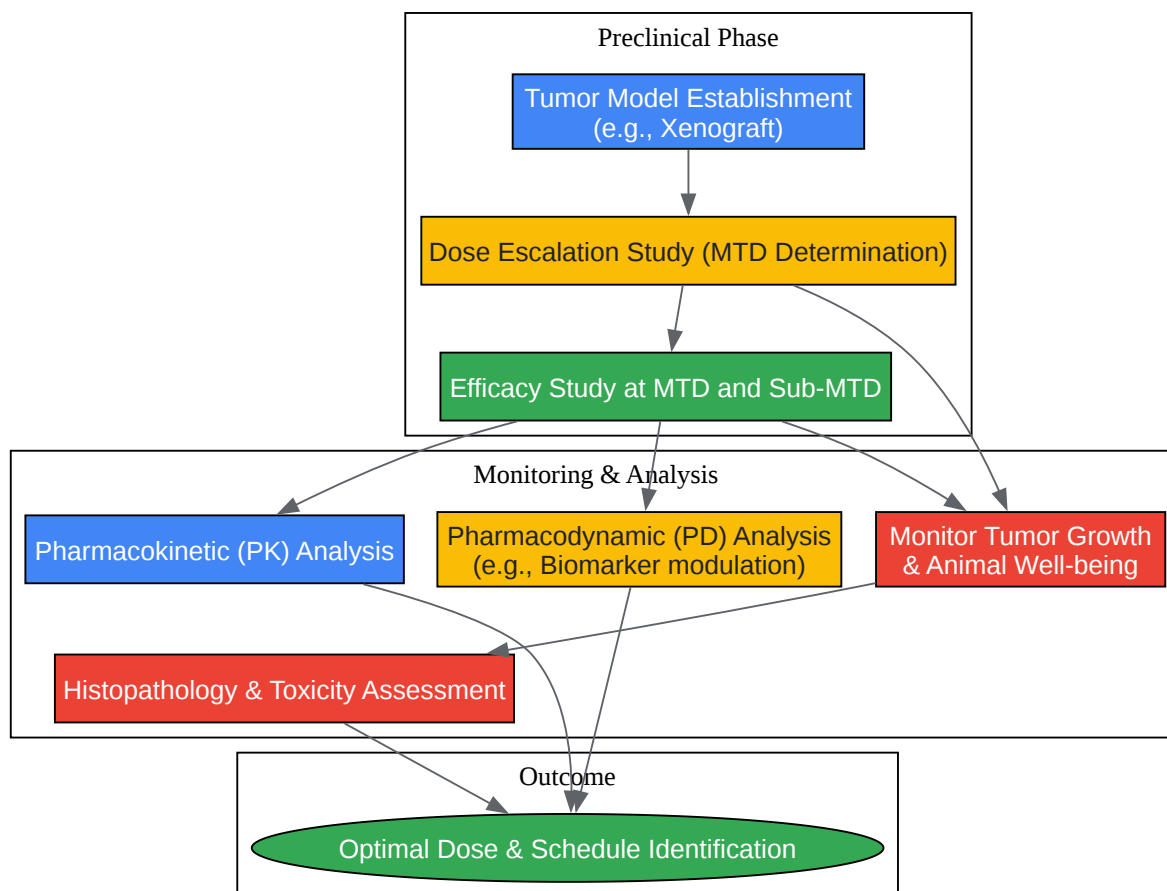 Preclinical Phase
Tumor Model Establishment
(e.g., Xenograft)
Dose Escalation Study (MTD Determination)
Efficacy Study at MTD and Sub-MTD
Monitoring & Analysis
Pharmacokinetic (PK) Analysis
Pharmacodynamic (PD) Analysis
(e.g., Biomarker modulation)
Monitor Tumor Growth
& Animal Well-being
Histopathology & Toxicity Assessment
Outcome
Optimal Dose & Schedule Identification